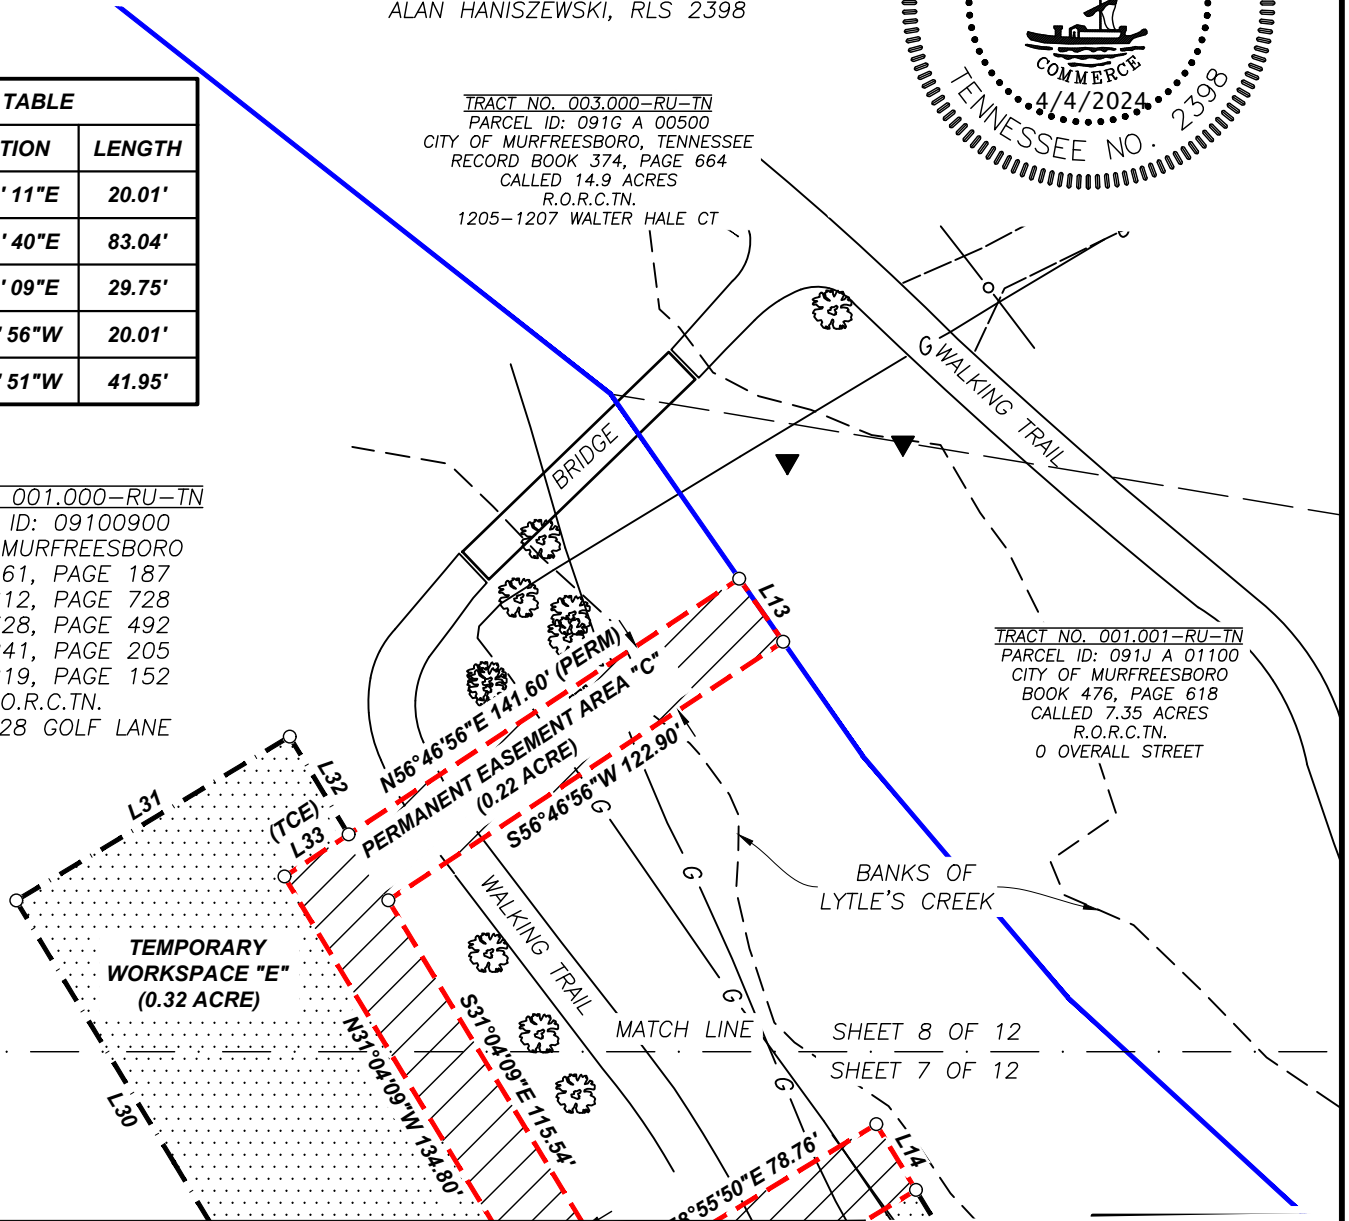 ALAN HANISZEWSKI, RLS 2398
COMMERCE
4/4/2024
TENNESSEE NO. 2398
TABLE
TION LENGTH
' 11"E 20.01'
' 40"E 83.04'
' 09"E 29.75'
' 56"W 20.01'
' 51"W 41.95'
TRACT NO. 003.000-RU-TN
PARCEL ID: 091G A 00500
CITY OF MURFREESBORO, TENNESSEE
RECORD BOOK 374, PAGE 664
CALLED 14.9 ACRES
R.O.R.C.TN.
1205-1207 WALTER HALE CT
G
WALKING TRAIL
BRIDGE
001.000-RU-TN
ID: 09100900
MURFREESBORO
61, PAGE 187
12, PAGE 728
28, PAGE 492
41, PAGE 205
19, PAGE 152
O.R.C.TN.
28 GOLF LANE
L13
TRACT NO. 001.001-RU-TN
PARCEL ID: 091J A 01100
CITY OF MURFREESBORO
BOOK 476, PAGE 618
CALLED 7.35 ACRES
R.O.R.C.TN.
0 OVERALL STREET
N56°46'56"E 141.60' (PERM)
PERMANENT EASEMENT AREA "C"
(0.22 ACRE)
S56°46'56"W 122.90'
L31
L32
(TCE)
L33
G
G
BANKS OF
LYTLE'S CREEK
WALKING TRAIL
TEMPORARY
WORKSPACE "E"
(0.32 ACRE)
G
MATCH LINE
SHEET 8 OF 12
SHEET 7 OF 12
G
N31°04'09"W 134.80'
S31°04'09"E 115.54'
L30
8°55'50"E 78.76'
L14